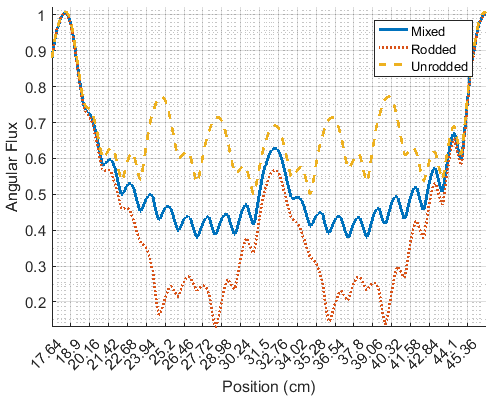 1
0.9
0.8
0.7
0.6
0.5
0.4
0.3
0.2
Angular Flux
Mixed
Rodded
Unrodded
17.64 18.9 20.16 21.42 22.68 23.94 25.2 26.46 27.72 28.98 30.24 31.5 32.76 34.02 35.28 36.54 37.8 39.06 40.32 41.58 42.84 44.1 45.36
Position (cm)